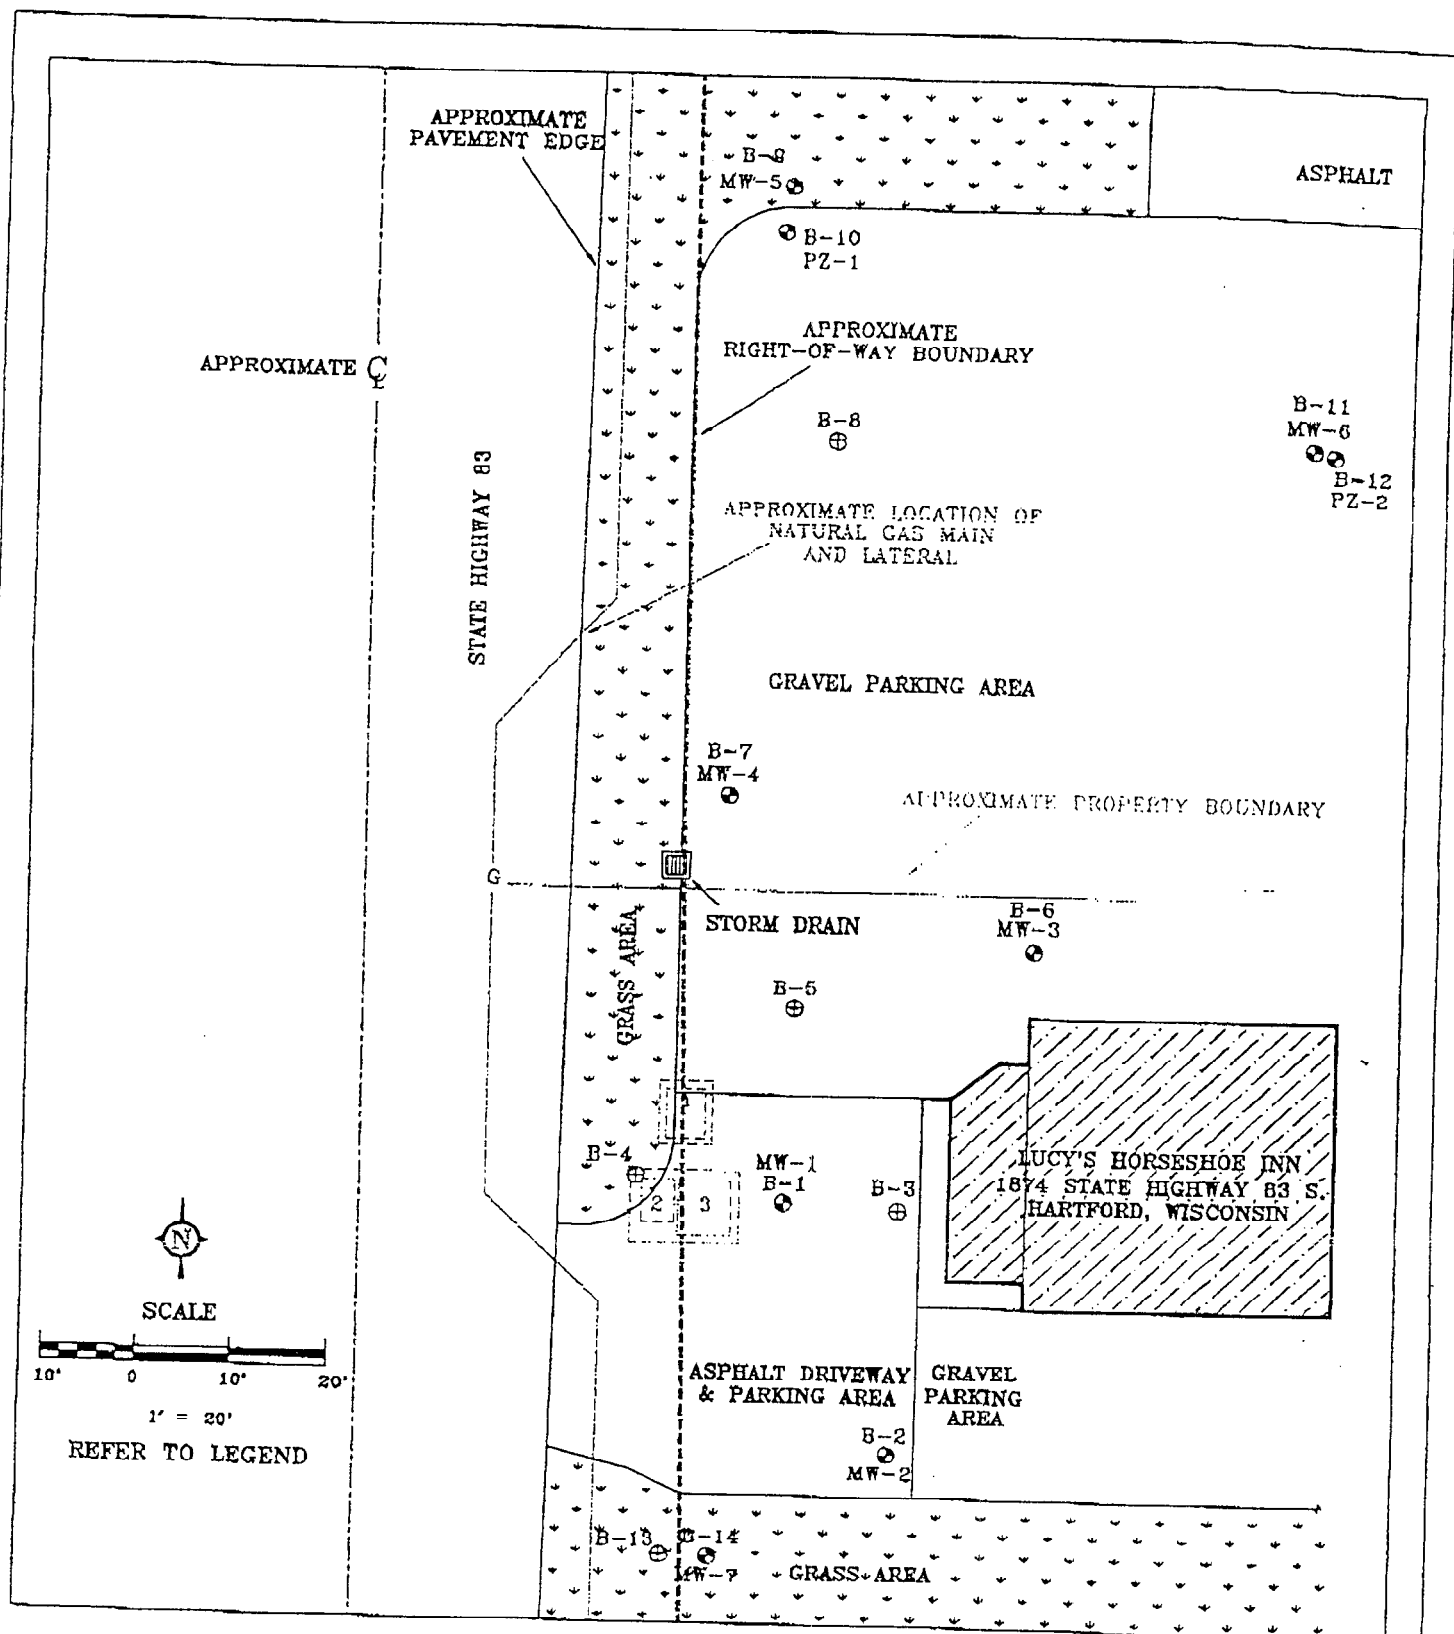 APPROXIMATE
PAVEMENT EDGE
B-9
MW-5
ASPHALT
B-10
PZ-1
APPROXIMATE
RIGHT-OF-WAY BOUNDARY
APPROXIMATE ℄
B-8
B-11
MW-6
B-12
PZ-2
STATE HIGHWAY 83
APPROXIMATE LOCATION OF
NATURAL GAS MAIN
AND LATERAL
GRAVEL PARKING AREA
B-7
MW-4
APPROXIMATE PROPERTY BOUNDARY
G
STORM DRAIN
B-6
MW-3
GRASS AREA
B-5
1
B-4
2
3
MW-1
B-1
B-3
LUCY'S HORSESHOE INN
1874 STATE HIGHWAY 83 S.
HARTFORD, WISCONSIN
N
SCALE
10' 0 10' 20'
1" = 20'
REFER TO LEGEND
ASPHALT DRIVEWAY
& PARKING AREA
GRAVEL
PARKING
AREA
B-2
MW-2
B-13
B-14
MW-7
GRASS AREA